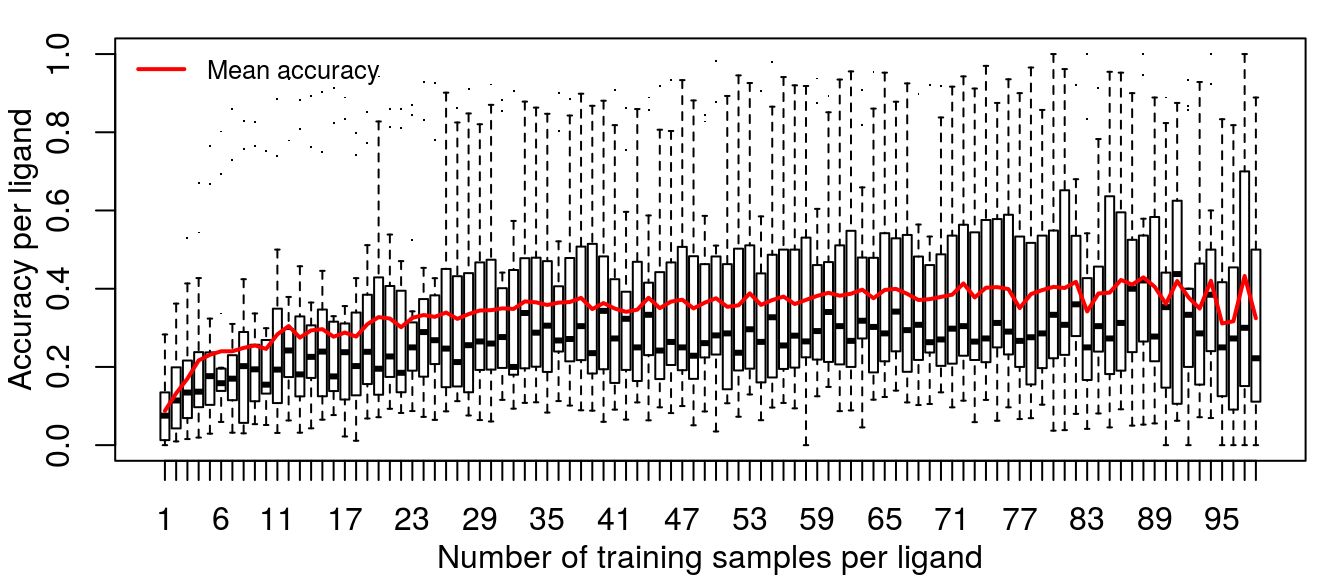 Mean accuracy
Accuracy per ligand
1.0
0.8
0.6
0.4
0.2
0.0
1 6 11 17 23 29 35 41 47 53 59 65 71 77 83 89 95
Number of training samples per ligand